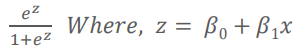 e^z / 1+e^z Where, z = β₀ + β₁x